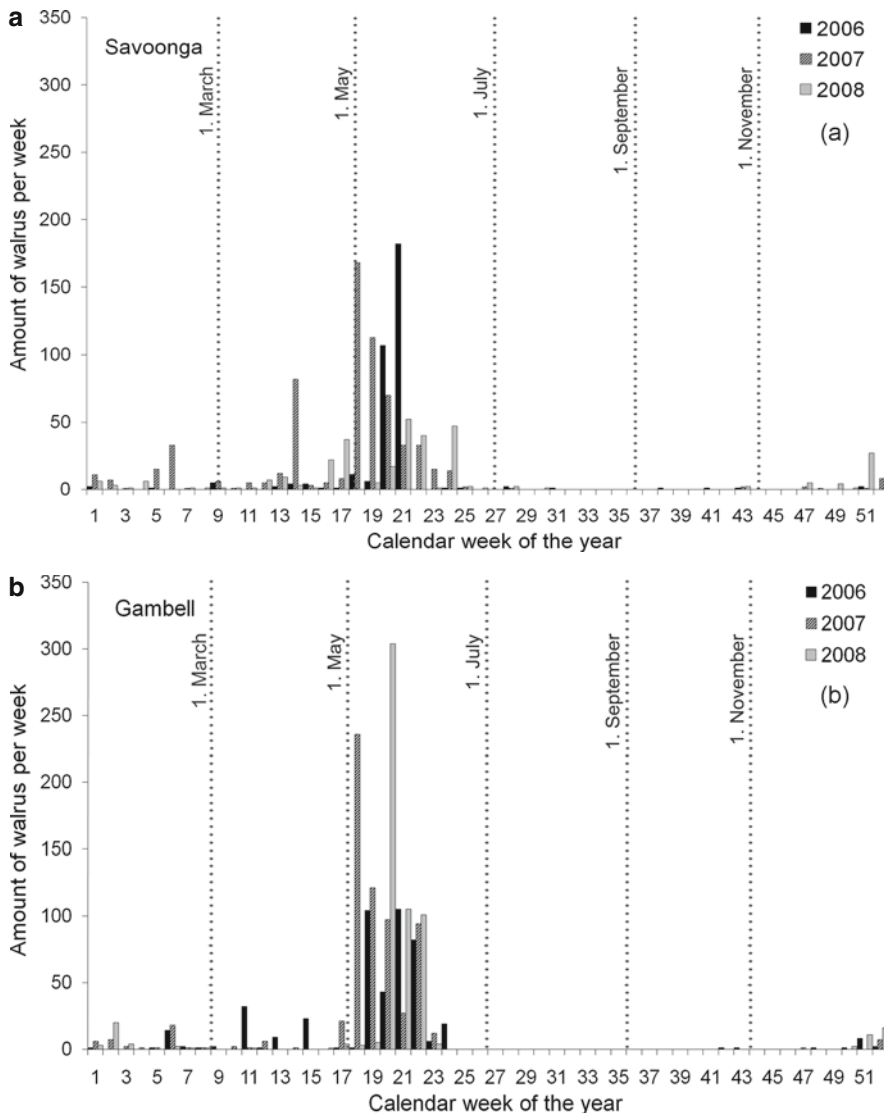 a
350
300
250
200
150
100
50
0
Amount of walrus per week
Savoonga
1. March
1. May
1. July
1. September
1. November
2006
2007
2008
(a)
1 3 5 7 9 11 13 15 17 19 21 23 25 27 29 31 33 35 37 39 41 43 45 47 49 51
Calendar week of the year
b
350
300
250
200
150
100
50
0
Amount of walrus per week
Gambell
1. March
1. May
1. July
1. September
1. November
2006
2007
2008
(b)
1 3 5 7 9 11 13 15 17 19 21 23 25 27 29 31 33 35 37 39 41 43 45 47 49 51
Calendar week of the year